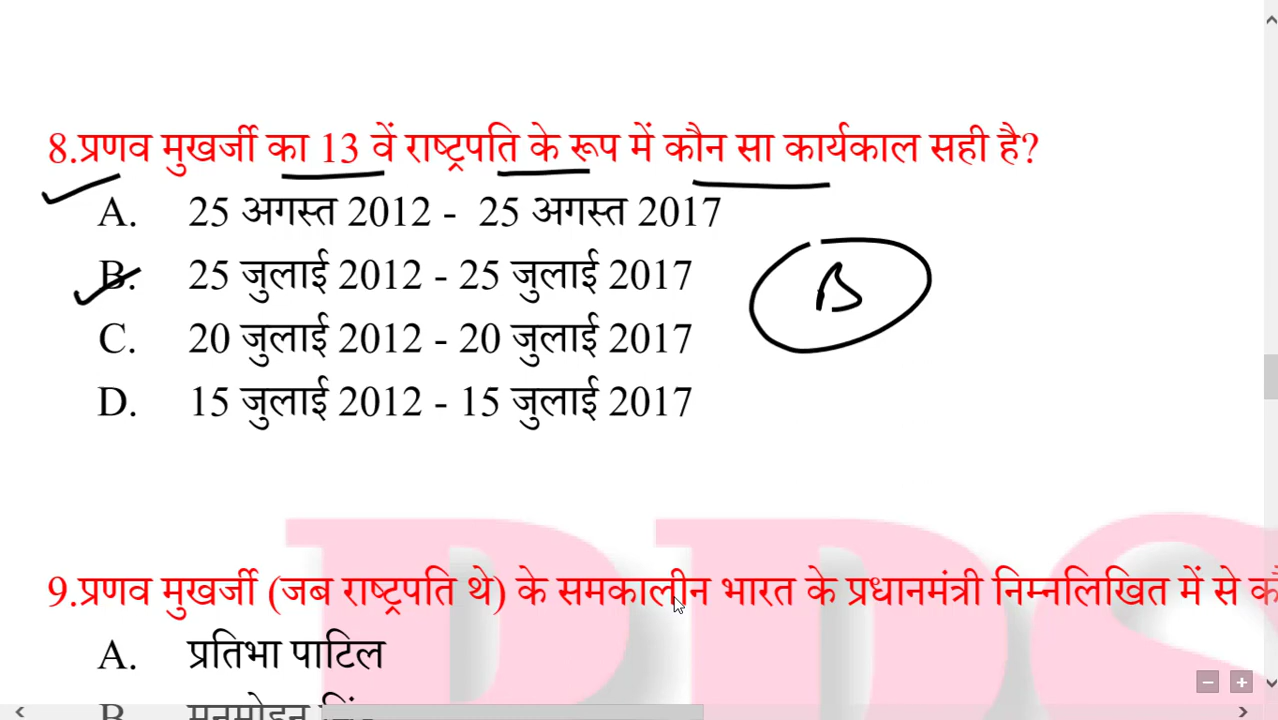 8.प्रणव मुखर्जी का 13 वें राष्ट्रपति के रूप में कौन सा कार्यकाल सही है?
A. 25 अगस्त 2012 - 25 अगस्त 2017
B. 25 जुलाई 2012 - 25 जुलाई 2017
B
C. 20 जुलाई 2012 - 20 जुलाई 2017
D. 15 जुलाई 2012 - 15 जुलाई 2017
PDS
9.प्रणव मुखर्जी (जब राष्ट्रपति थे) के समकालीन भारत के प्रधानमंत्री निम्नलिखित में से
A. प्रतिभा पाटिल
B.